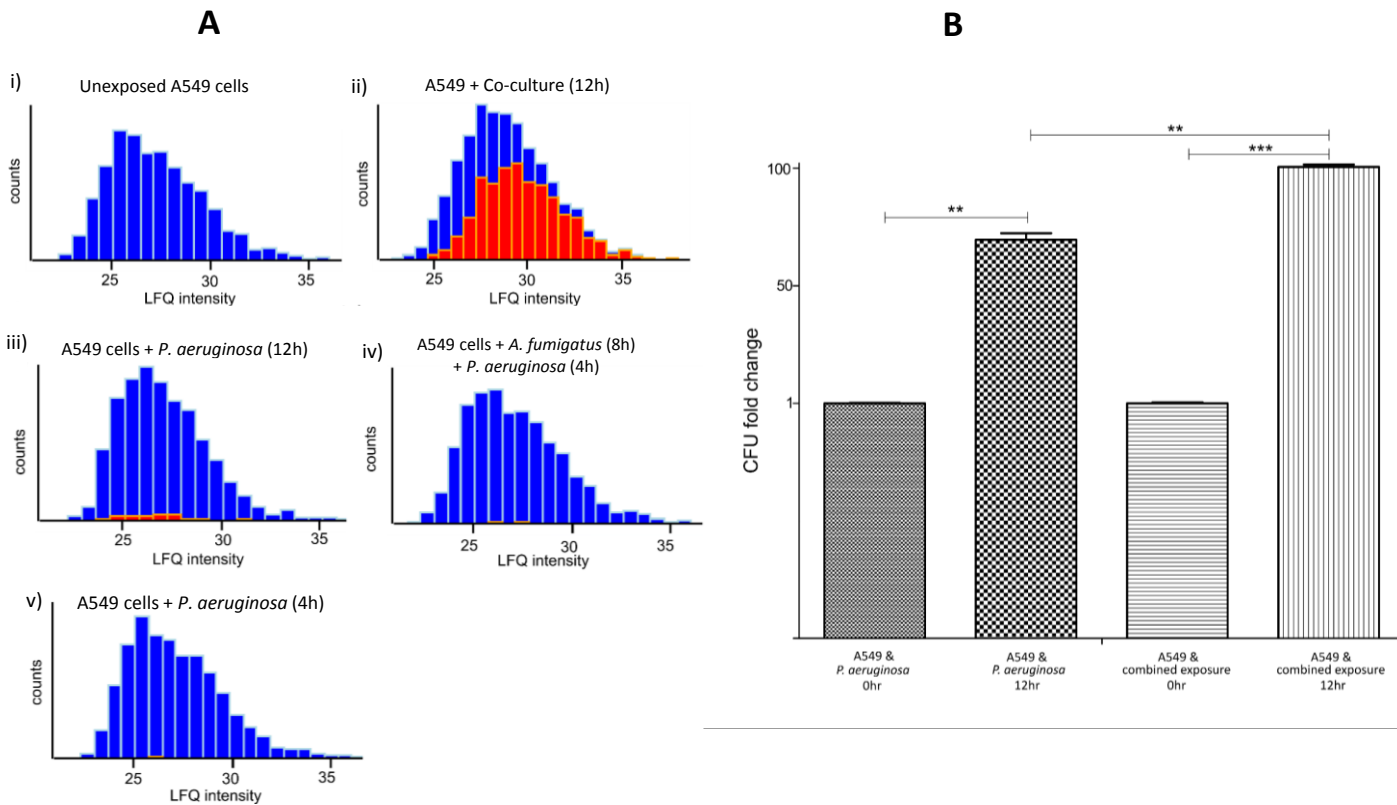 A
B
i)
Unexposed A549 cells
counts
25
30
35
LFQ intensity
ii)
A549 + Co-culture (12h)
counts
25
30
35
LFQ intensity
iii)
A549 cells + P. aeruginosa (12h)
counts
25
30
35
LFQ intensity
iv)
A549 cells + A. fumigatus (8h)
+ P. aeruginosa (4h)
counts
25
30
35
LFQ intensity
v)
A549 cells + P. aeruginosa (4h)
counts
25
30
35
LFQ intensity
**
***
**
100
50
1
CFU fold change
A549 &
P. aeruginosa
0hr
A549 &
P. aeruginosa
12hr
A549 &
combined exposure
0hr
A549 &
combined exposure
12hr